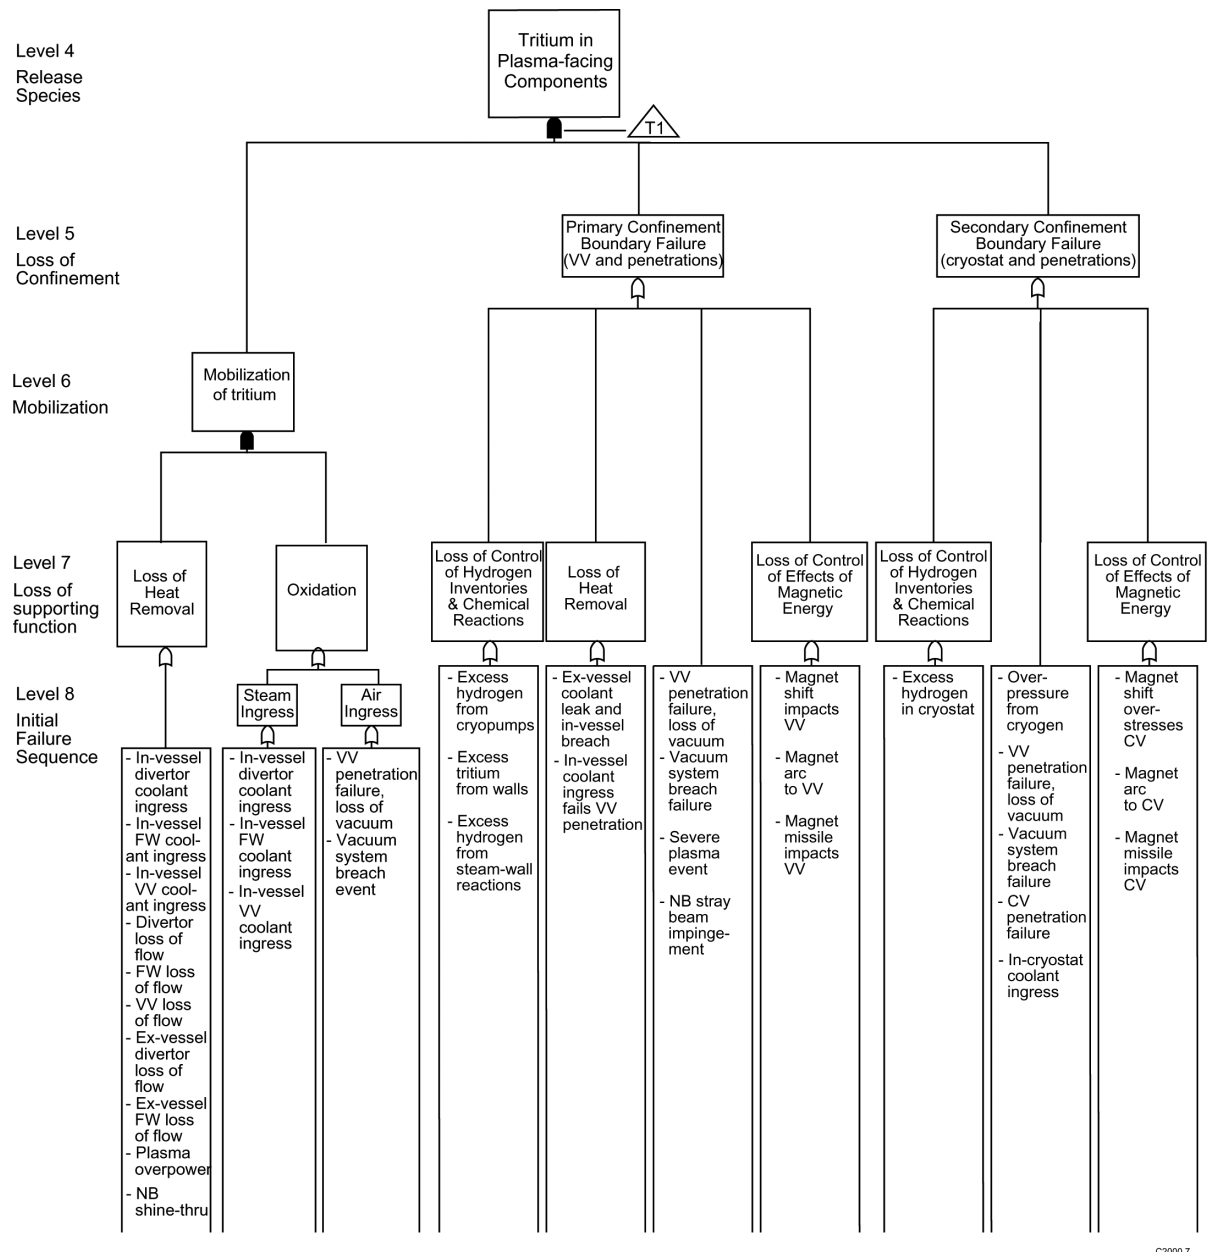 Level 4
Release
Species
Tritium in
Plasma-facing
Components
T1
Level 5
Loss of
Confinement
Primary Confinement
Boundary Failure
(VV and penetrations)
Secondary Confinement
Boundary Failure
(cryostat and penetrations)
Level 6
Mobilization
Mobilization
of tritium
Level 7
Loss of
supporting
function
Loss of
Heat
Removal
Oxidation
Loss of Control
of Hydrogen
Inventories
& Chemical
Reactions
Loss of
Heat
Removal
Loss of Control
of Effects of
Magnetic
Energy
Loss of Control
of Hydrogen
Inventories
& Chemical
Reactions
Loss of Control
of Effects of
Magnetic
Energy
Level 8
Initial
Failure
Sequence
Steam
Ingress
Air
Ingress
- In-vessel
divertor
coolant
ingress
- In-vessel
FW cool-
ant ingress
- In-vessel
VV cool-
ant ingress
- Divertor
loss of
flow
- FW loss
of flow
- VV loss
of flow
- Ex-vessel
divertor
loss of
flow
- Ex-vessel
FW loss
of flow
- Plasma
overpower
- NB
shine-thru
- In-vessel
divertor
coolant
ingress
- In-vessel
FW
coolant
ingress
- In-vessel
VV
coolant
ingress
- VV
penetration
failure,
loss of
vacuum
- Vacuum
system
breach
event
- Excess
hydrogen
from
cryopumps
- Excess
tritium
from walls
- Excess
hydrogen
from
steam-wall
reactions
- Ex-vessel
coolant
leak and
in-vessel
breach
- In-vessel
coolant
ingress
fails VV
penetration
- VV
penetration
failure,
loss of
vacuum
- Vacuum
system
breach
failure
- Severe
plasma
event
- NB stray
beam
impinge-
ment
- Magnet
shift
impacts
VV
- Magnet
arc
to VV
- Magnet
missile
impacts
VV
- Excess
hydrogen
in cryostat
- Over-
pressure
from
cryogen
- VV
penetration
failure,
loss of
vacuum
- Vacuum
system
breach
failure
- CV
penetration
failure
- In-cryostat
coolant
ingress
- Magnet
shift
over-
stresses
CV
- Magnet
arc
to CV
- Magnet
missile
impacts
CV
C2000 7